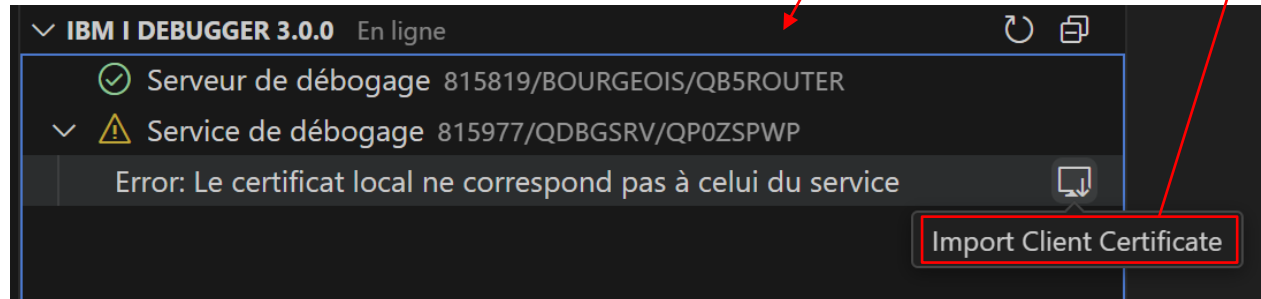 IBM I DEBUGGER 3.0.0 En ligne
Serveur de débogage 815819/BOURGEOIS/QB5ROUTER
Service de débogage 815977/QDBGSRV/QP0ZSPWP
Error: Le certificat local ne correspond pas à celui du service
Import Client Certificate